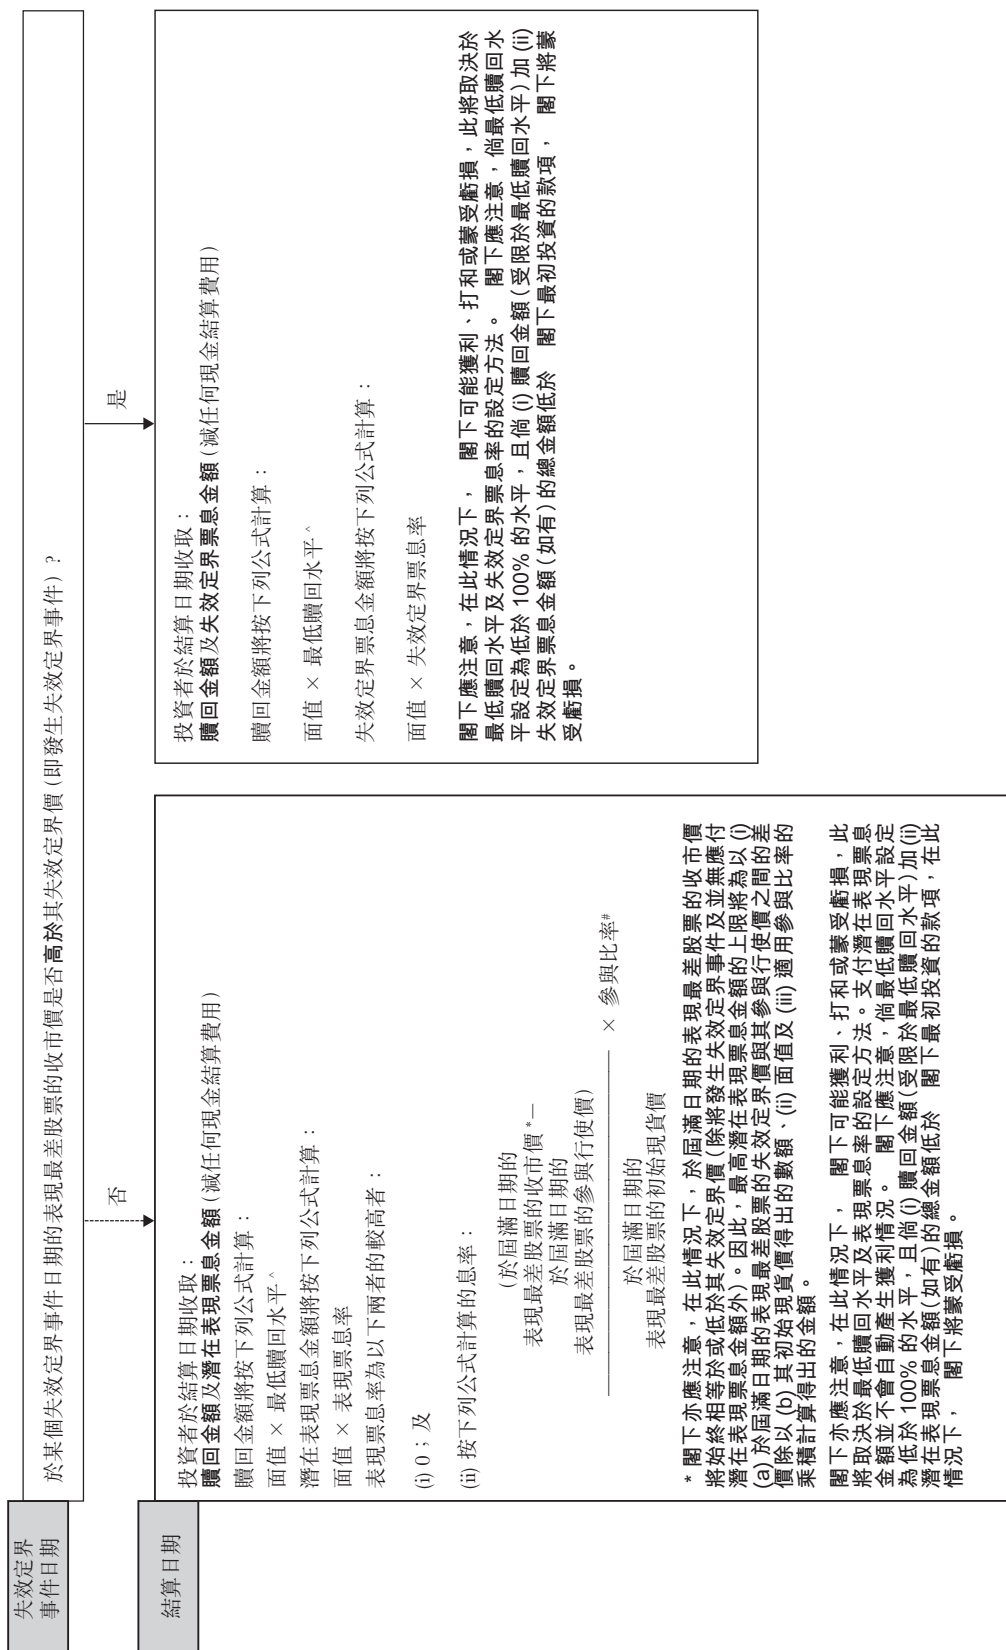 失效定界
事件日期
於某個失效定界事件日期的表現最差股票的收市價是否高於其失效定界價(即發生失效定界事件)?
否
是
結算日期
投資者於結算日期收取:
贖回金額及潛在表現票息金額(減任何現金結算費用)
贖回金額將按下列公式計算:
面值 × 最低贖回水平^
潛在表現票息金額將按下列公式計算:
面值 × 表現票息率
表現票息率為以下兩者的較高者:
(i) 0;及
(ii) 按下列公式計算的息率:
(於屆滿日期的
表現最差股票的收市價*—
於屆滿日期的
表現最差股票的參與行使價)
× 參與比率#
於屆滿日期的
表現最差股票的初始現貨價
* 閣下亦應注意,在此情況下,於屆滿日期的表現最差股票的收市價
將始終相等於或低於其失效定界價(除將發生失效定界事件及並無應付
潛在表現票息金額外)。因此,最高潛在表現票息金額的上限將為以(i)
(a)於屆滿日期的表現最差股票的失效定界價與其參與行使價之間的差
價除以(b) 其初始現貨價得出的數額、(ii) 面值及 (iii) 適用參與比率的
乘積計算得出的金額。
閣下亦應注意,在此情況下, 閣下可能獲利、打和或蒙受虧損,此
將取決於最低贖回水平及表現票息率的設定方法。支付潛在表現票息
金額並不會自動產生獲利情況。 閣下應注意,倘最低贖回水平設定
為低於 100% 的水平,且倘(i) 贖回金額(受限於最低贖回水平)加(ii)
潛在表現票息金額(如有)的總金額低於 閣下最初投資的款項,在此
情況下, 閣下將蒙受虧損。
投資者於結算日期收取:
贖回金額及失效定界票息金額(減任何現金結算費用)
贖回金額將按下列公式計算:
面值 × 最低贖回水平^
失效定界票息金額將按下列公式計算:
面值 × 失效定界票息率
閣下應注意,在此情況下, 閣下可能獲利、打和或蒙受虧損,此將取決於
最低贖回水平及失效定界票息率的設定方法。 閣下應注意,倘最低贖回水
平設定為低於 100% 的水平,且倘 (i) 贖回金額(受限於最低贖回水平)加 (ii)
失效定界票息金額(如有)的總金額低於 閣下最初投資的款項, 閣下將蒙
受虧損。